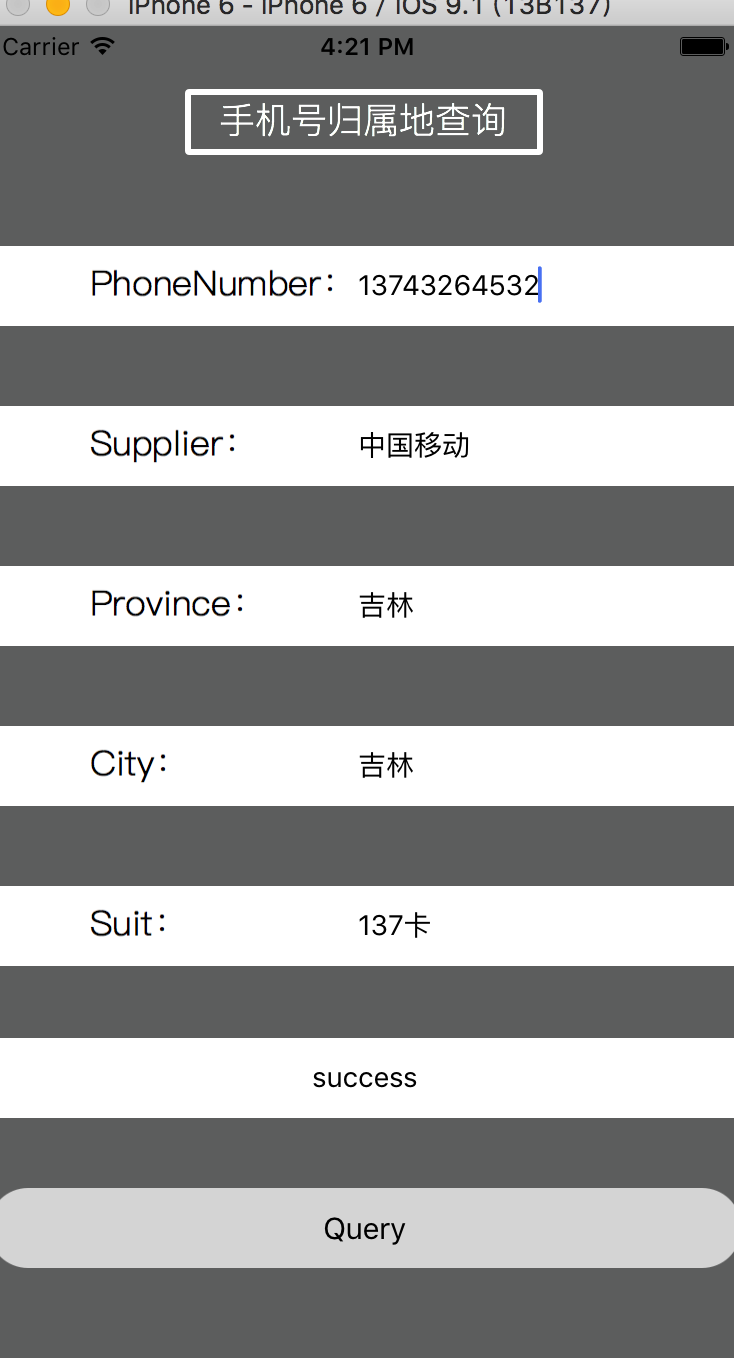 iPhone 6 - iPhone 6 / iOS 9.1 (13B137)
Carrier 4:21 PM
手机号归属地查询
PhoneNumber： 13743264532
Supplier： 中国移动
Province： 吉林
City： 吉林
Suit： 137卡
success
Query